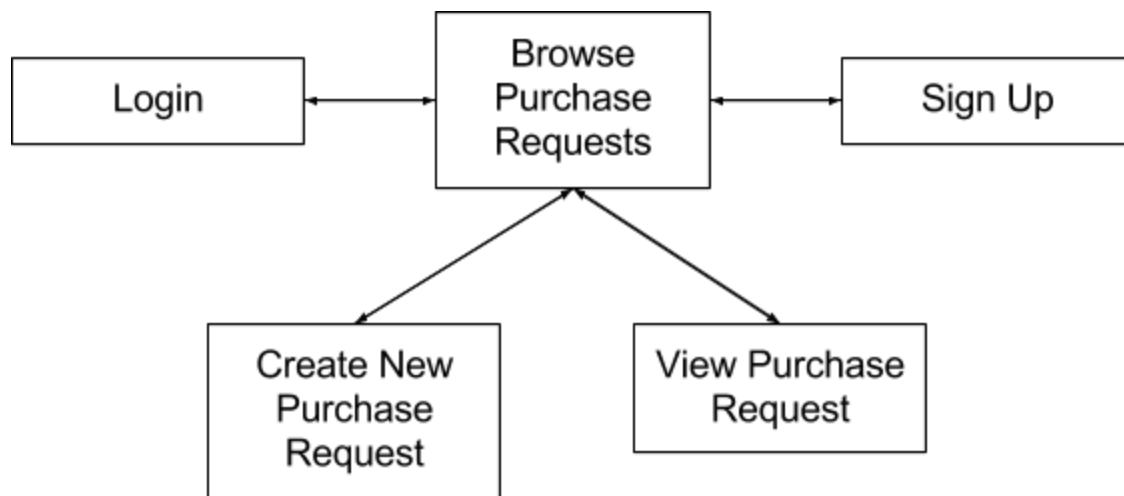 Login
Browse
Purchase
Requests
Sign Up
Create New
Purchase
Request
View Purchase
Request